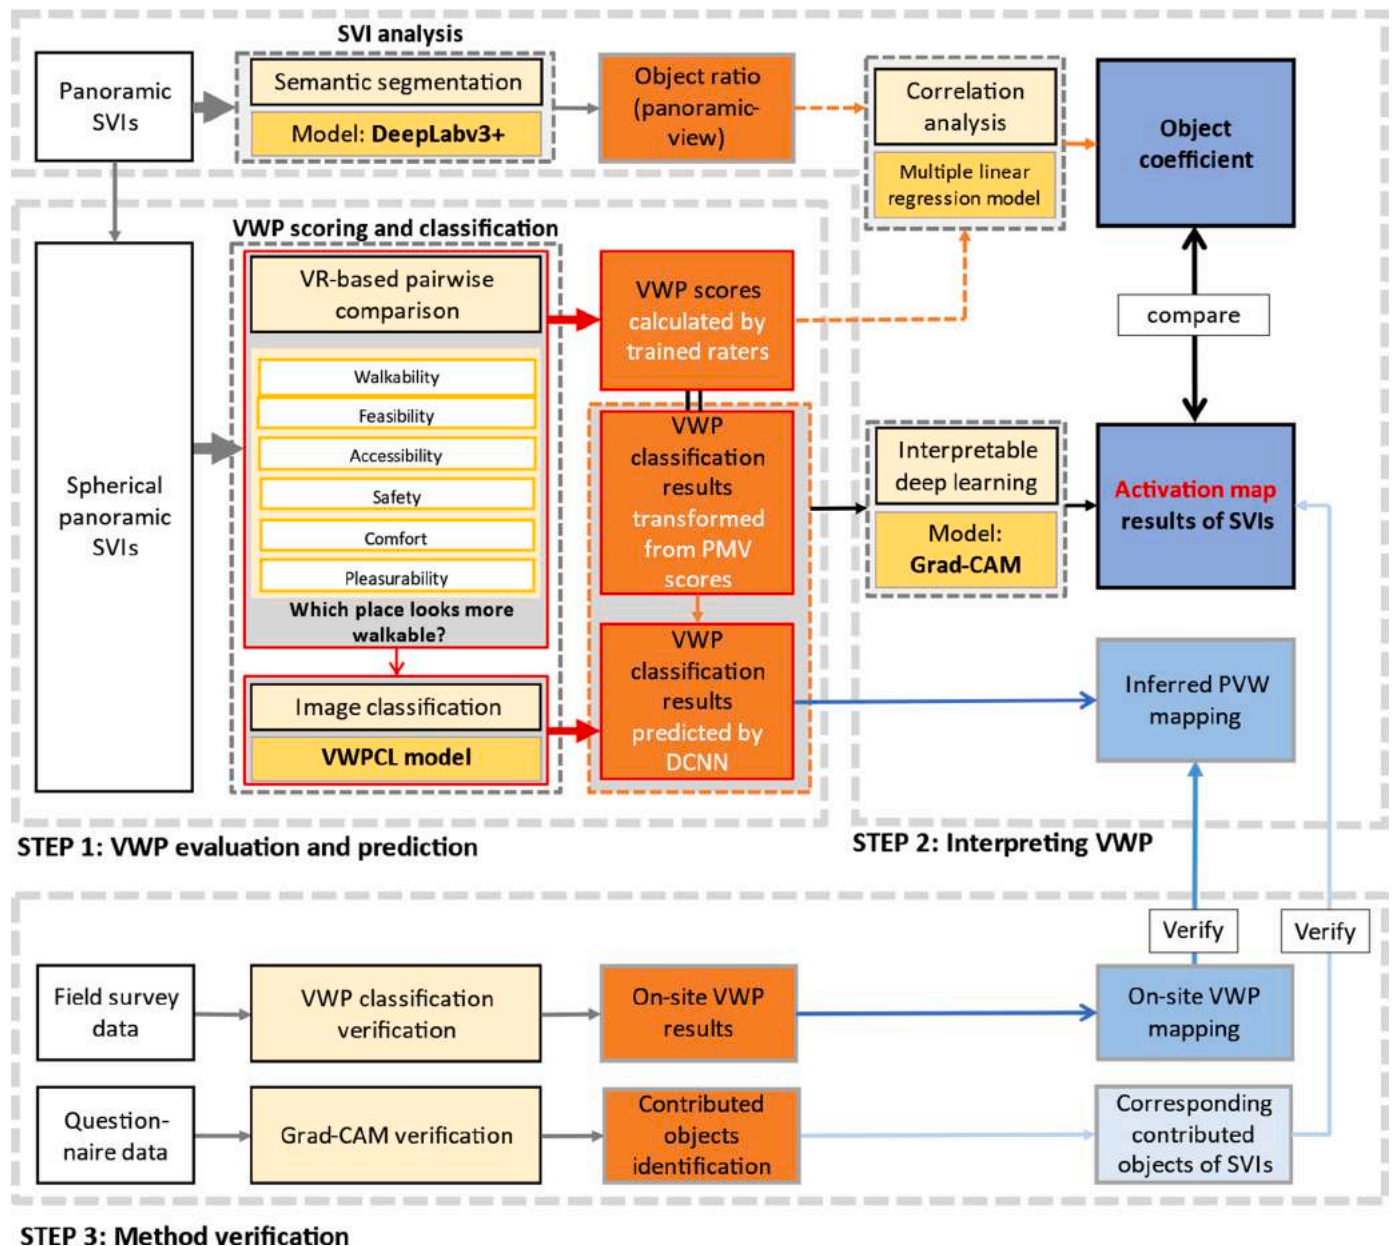 SVI analysis
Panoramic
SVIs
Semantic segmentation
Model: DeepLabv3+
Object ratio
(panoramic-
view)
Correlation
analysis
Multiple linear
regression model
Object
coefficient
VWP scoring and classification
Spherical
panoramic
SVIs
VR-based pairwise
comparison
Walkability
Feasibility
Accessibility
Safety
Comfort
Pleasurability
Which place looks more
walkable?
Image classification
VWPCL model
VWP scores
calculated by
trained raters
VWP
classification
results
transformed
from PMV
scores
VWP
classification
results
predicted by
DCNN
compare
Interpretable
deep learning
Model:
Grad-CAM
Activation map
results of SVIs
Inferred PVW
mapping
STEP 1: VWP evaluation and prediction
STEP 2: Interpreting VWP
Verify
Verify
Field survey
data
VWP classification
verification
On-site VWP
results
On-site VWP
mapping
Question-
naire data
Grad-CAM verification
Contributed
objects
identification
Corresponding
contributed
objects of SVIs
STEP 3: Method verification